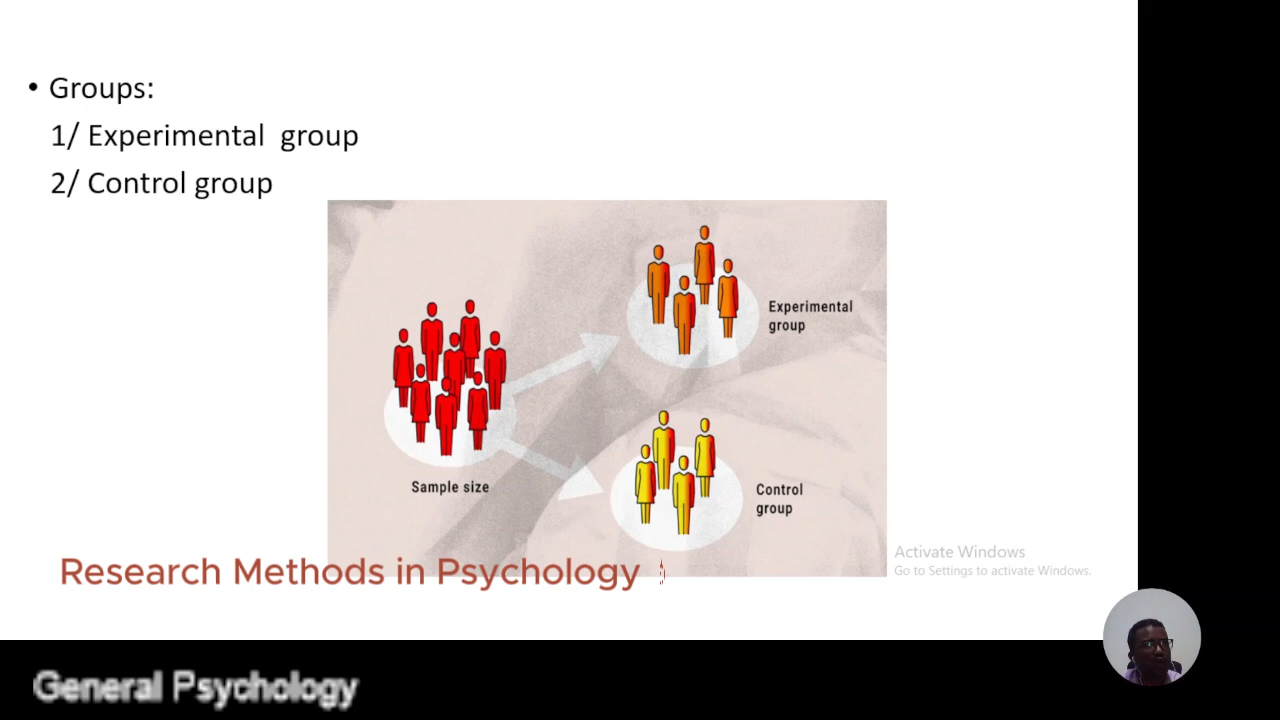 • Groups:
1/ Experimental group
2/ Control group
Experimental
group
Sample size
Control
group
Research Methods in Psychology
Activate Windows
Go to Settings to activate Windows.
General Psychology